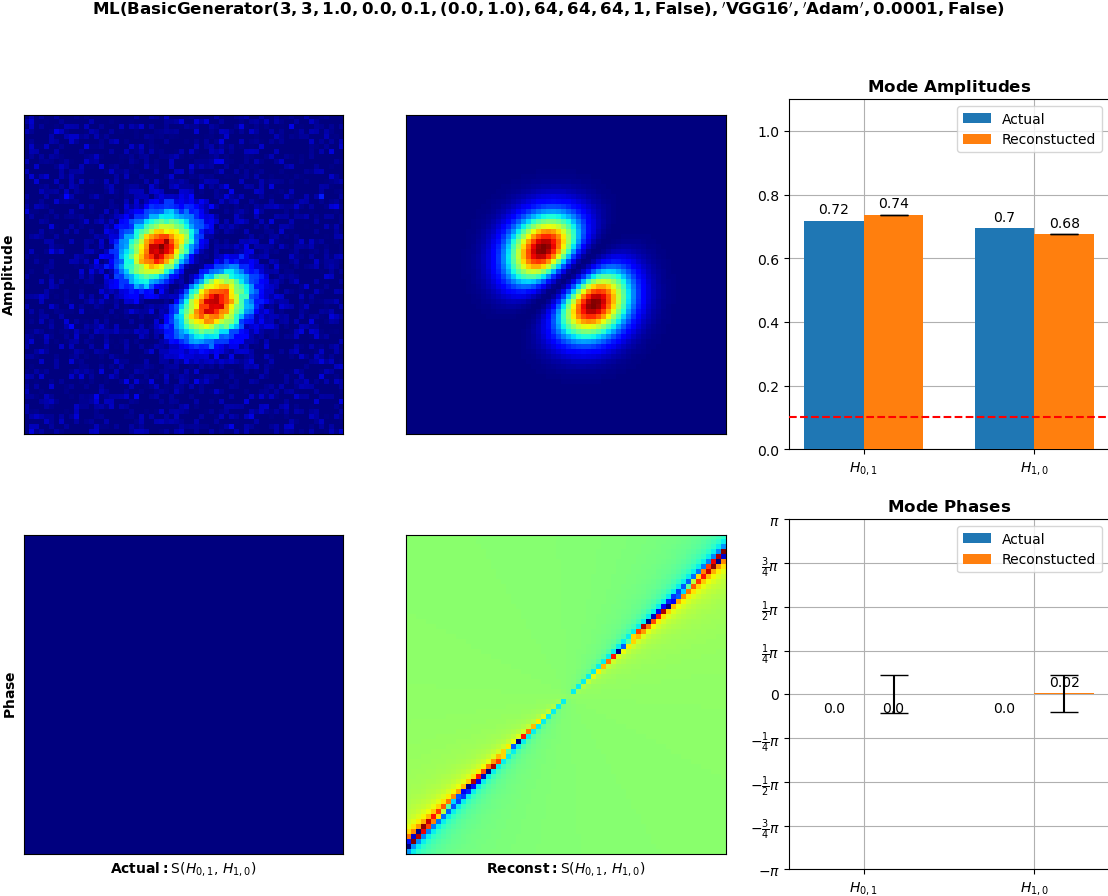 ML(BasicGenerator(3, 3, 1.0, 0.0, 0.1, (0.0, 1.0), 64, 64, 64, 1, False), ′VGG16′, ′Adam′, 0.0001, False)
Amplitude
Mode Amplitudes
Actual
Reconstucted
1.0
0.8
0.6
0.4
0.2
0.0
0.72
0.74
0.7
0.68
H0, 1
H1, 0
Phase
Actual: S(H0, 1, H1, 0)
Reconst: S(H0, 1, H1, 0)
Mode Phases
Actual
Reconstucted
π
3/4π
1/2π
1/4π
0
−1/4π
−1/2π
−3/4π
−π
0.0
0.0
0.0
0.02
H0, 1
H1, 0